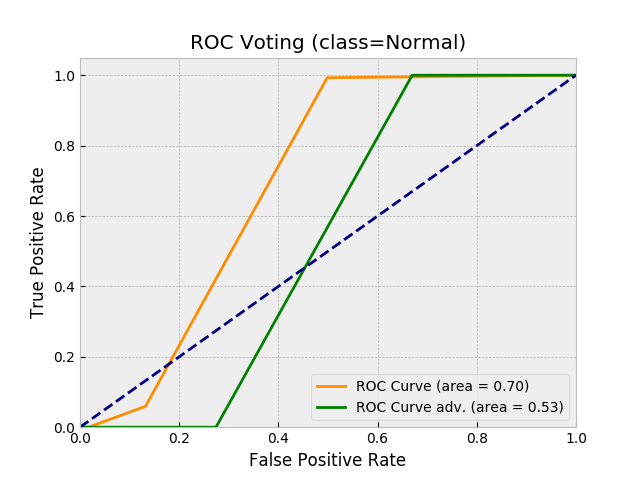 ROC Voting (class=Normal)
True Positive Rate
1.0
0.8
0.6
0.4
0.2
0.0
0.0 0.2 0.4 0.6 0.8 1.0
False Positive Rate
ROC Curve (area = 0.70)
ROC Curve adv. (area = 0.53)